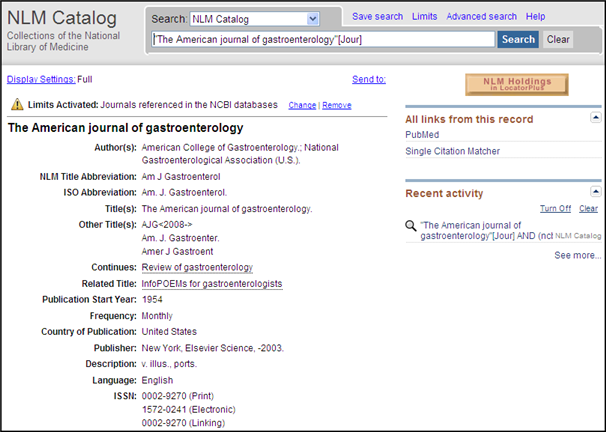 NLM Catalog
Collections of the National
Library of Medicine
Search: NLM Catalog
Save search Limits Advanced search Help
"The American journal of gastroenterology"[Jour]
Search Clear
Display Settings: Full
Send to:
Limits Activated: Journals referenced in the NCBI databases Change | Remove
The American journal of gastroenterology
Author(s): American College of Gastroenterology.; National
Gastroenterological Association (U.S.).
NLM Title Abbreviation: Am J Gastroenterol
ISO Abbreviation: Am. J. Gastroenterol.
Title(s): The American journal of gastroenterology.
Other Title(s): AJG<2008->
Am. J. Gastroenter.
Amer J Gastroent
Continues: Review of gastroenterology
Related Title: InfoPOEMs for gastroenterologists
Publication Start Year: 1954
Frequency: Monthly
Country of Publication: United States
Publisher: New York, Elsevier Science, -2003.
Description: v. illus., ports.
Language: English
ISSN: 0002-9270 (Print)
1572-0241 (Electronic)
0002-9270 (Linking)
NLM Holdings
in LocatorPlus
All links from this record
PubMed
Single Citation Matcher
Recent activity
Turn Off Clear
"The American journal of
gastroenterology"[Jour] AND (ncl NLM Catalog
See more...